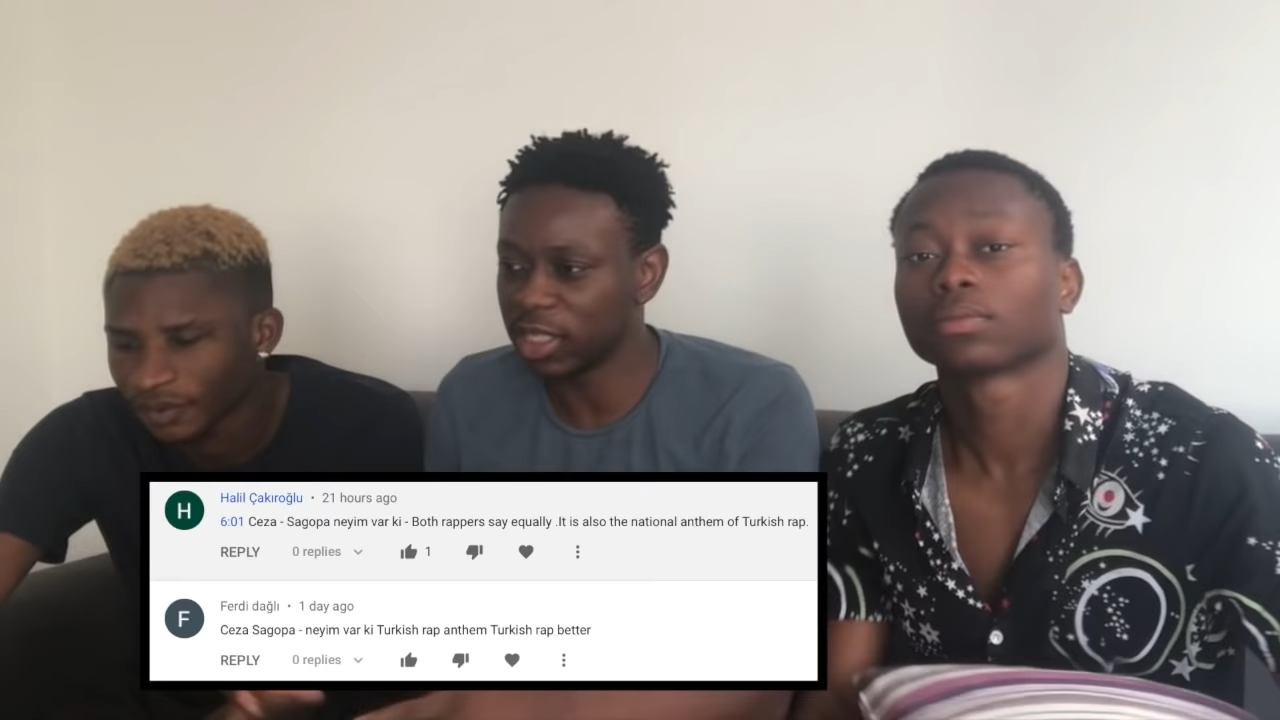 H
Halil Çakıroğlu • 21 hours ago
6:01 Ceza - Sagopa neyim var ki - Both rappers say equally .It is also the national anthem of Turkish rap.
REPLY 0 replies 1
F
Ferdi dağlı • 1 day ago
Ceza Sagopa - neyim var ki Turkish rap anthem Turkish rap better
REPLY 0 replies